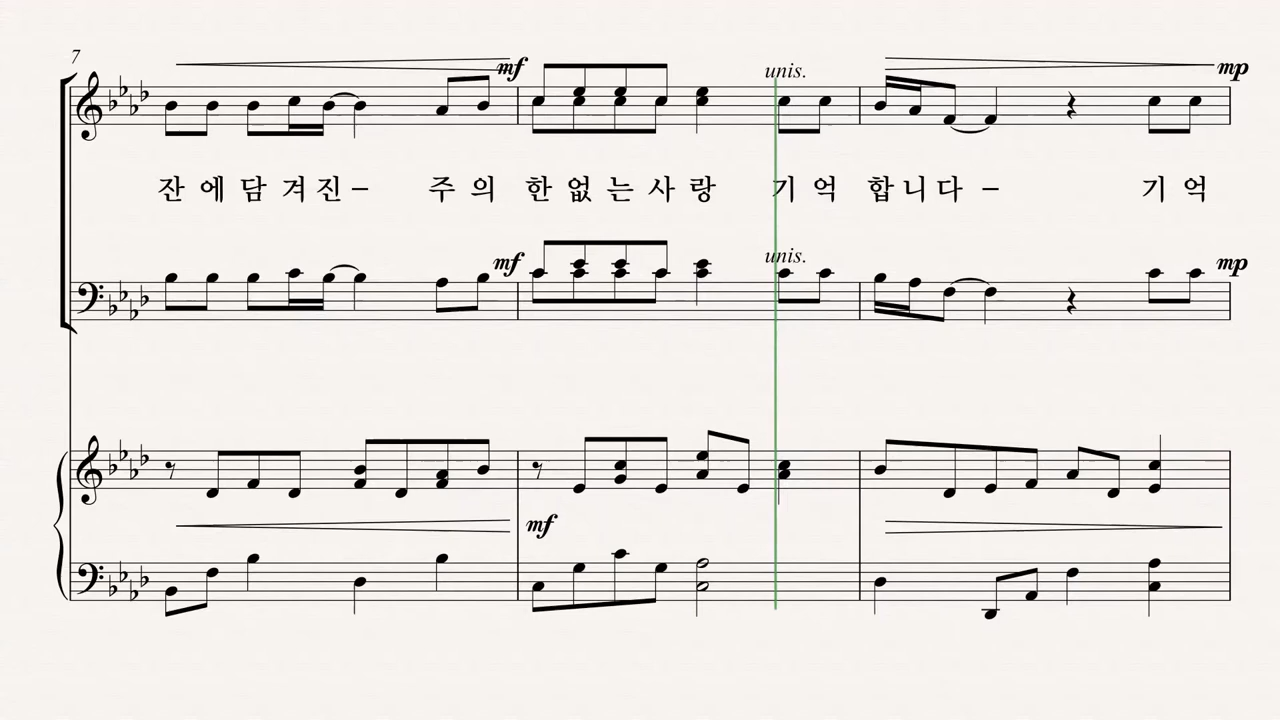 7
mf
unis.
mp
잔 에 담 겨 진 – 주 의 한 없 는 사 랑 기 억 합 니 다 – 기 억
mf
unis.
mp
mf